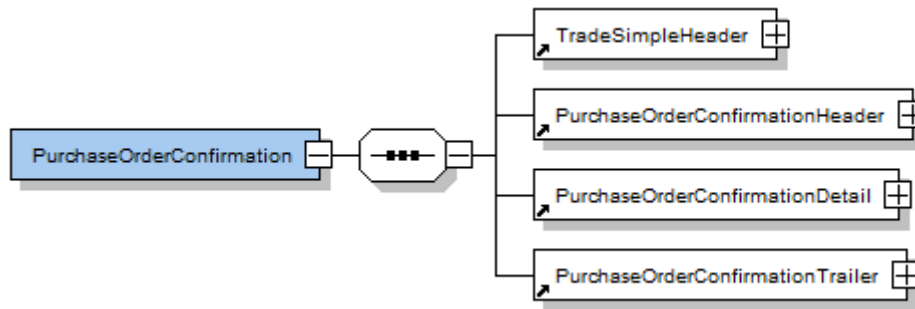 TradeSimpleHeader
PurchaseOrderConfirmationHeader
PurchaseOrderConfirmation
PurchaseOrderConfirmationDetail
PurchaseOrderConfirmationTrailer